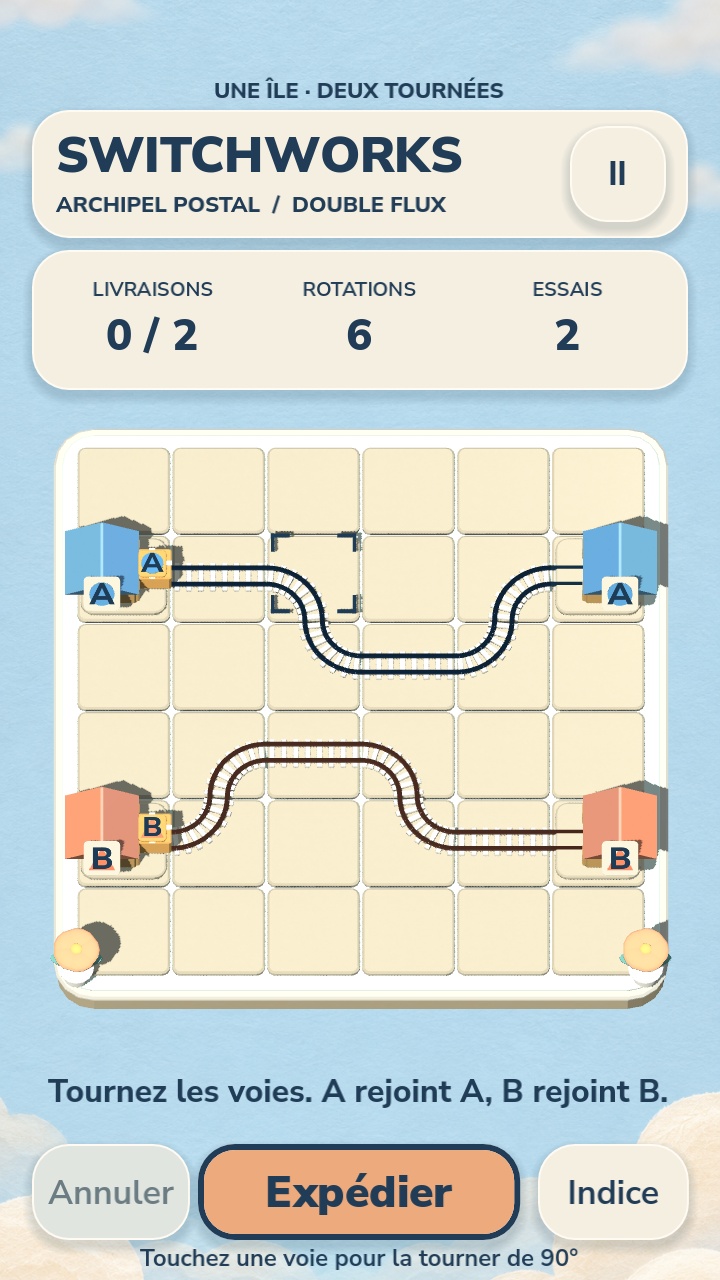 UNE ÎLE · DEUX TOURNÉES
SWITCHWORKS
ARCHIPEL POSTAL / DOUBLE FLUX
II
LIVRAISONS
ROTATIONS
ESSAIS
0 / 2
6
2
A
A
A
B
B
B
Tournez les voies. A rejoint A, B rejoint B.
Annuler
Expédier
Indice
Touchez une voie pour la tourner de 90°